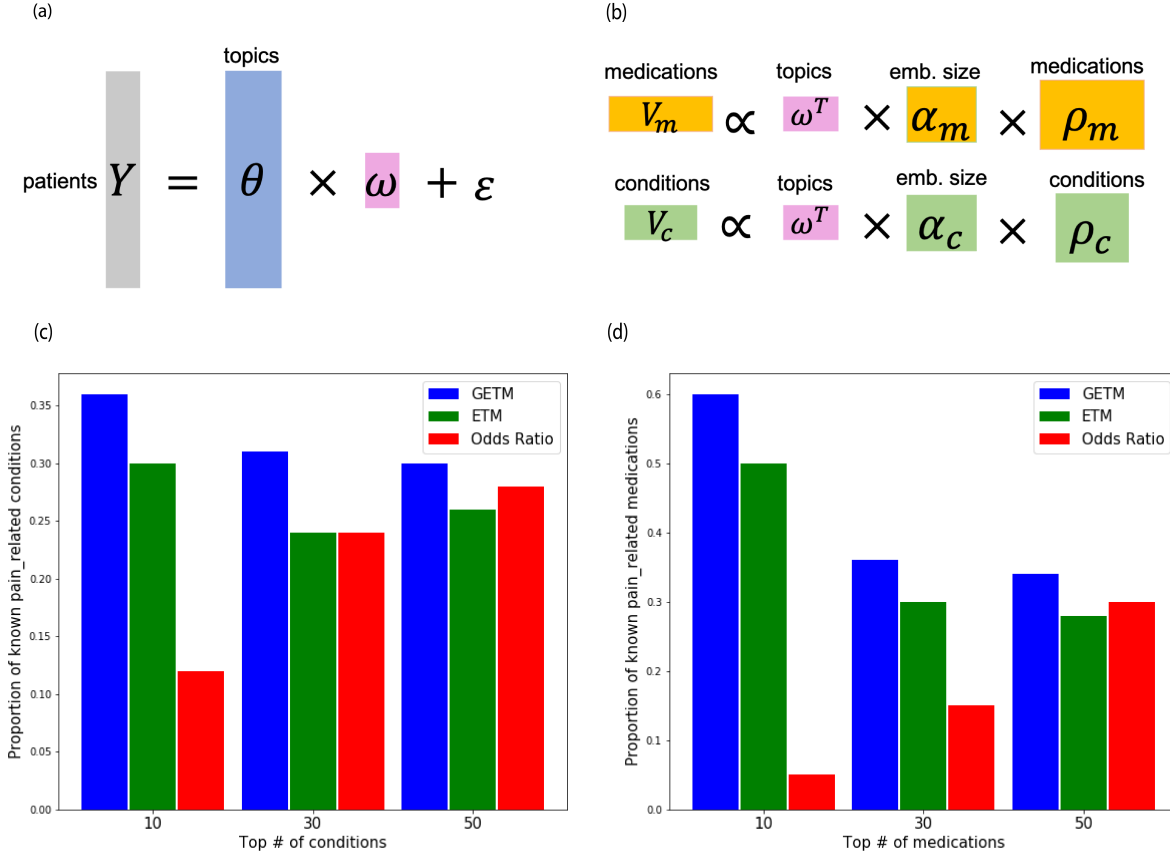 (a)
topics
patients Y = θ × ω + ε
(b)
medications topics emb. size medications
V_m ∝ ω^T × α_m × ρ_m
conditions topics emb. size conditions
V_c ∝ ω^T × α_c × ρ_c
(c)
Proportion of known pain_related conditions
0.35
0.30
0.25
0.20
0.15
0.10
0.05
0.00
GETM
ETM
Odds Ratio
10 30 50
Top # of conditions
(d)
Proportion of known pain_related medications
0.6
0.5
0.4
0.3
0.2
0.1
0.0
GETM
ETM
Odds Ratio
10 30 50
Top # of medications